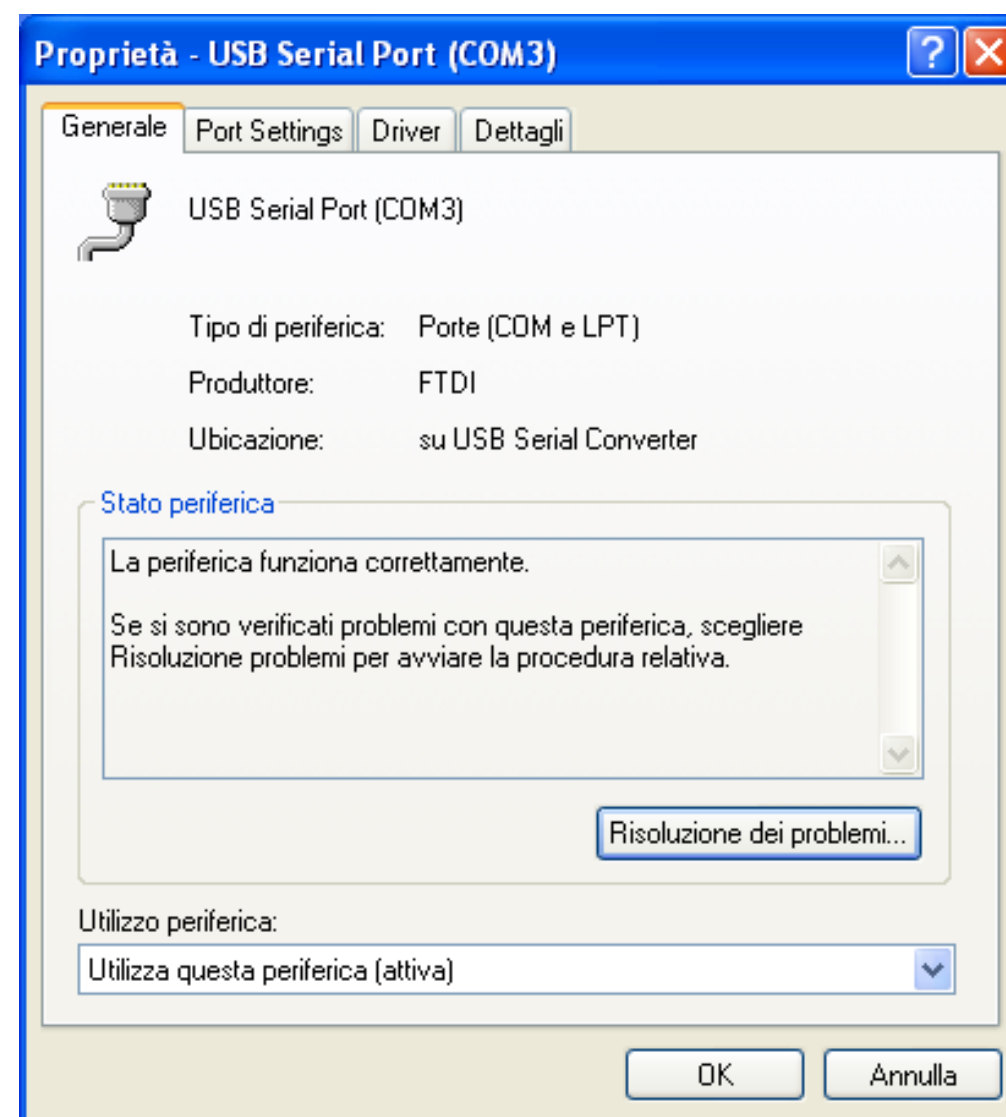 Proprietà - USB Serial Port (COM3)
Generale Port Settings Driver Dettagli
USB Serial Port (COM3)
Tipo di periferica: Porte (COM e LPT)
Produttore: FTDI
Ubicazione: su USB Serial Converter
Stato periferica
La periferica funziona correttamente.
Se si sono verificati problemi con questa periferica, scegliere
Risoluzione problemi per avviare la procedura relativa.
Risoluzione dei problemi...
Utilizzo periferica:
Utilizza questa periferica (attiva)
OK Annulla